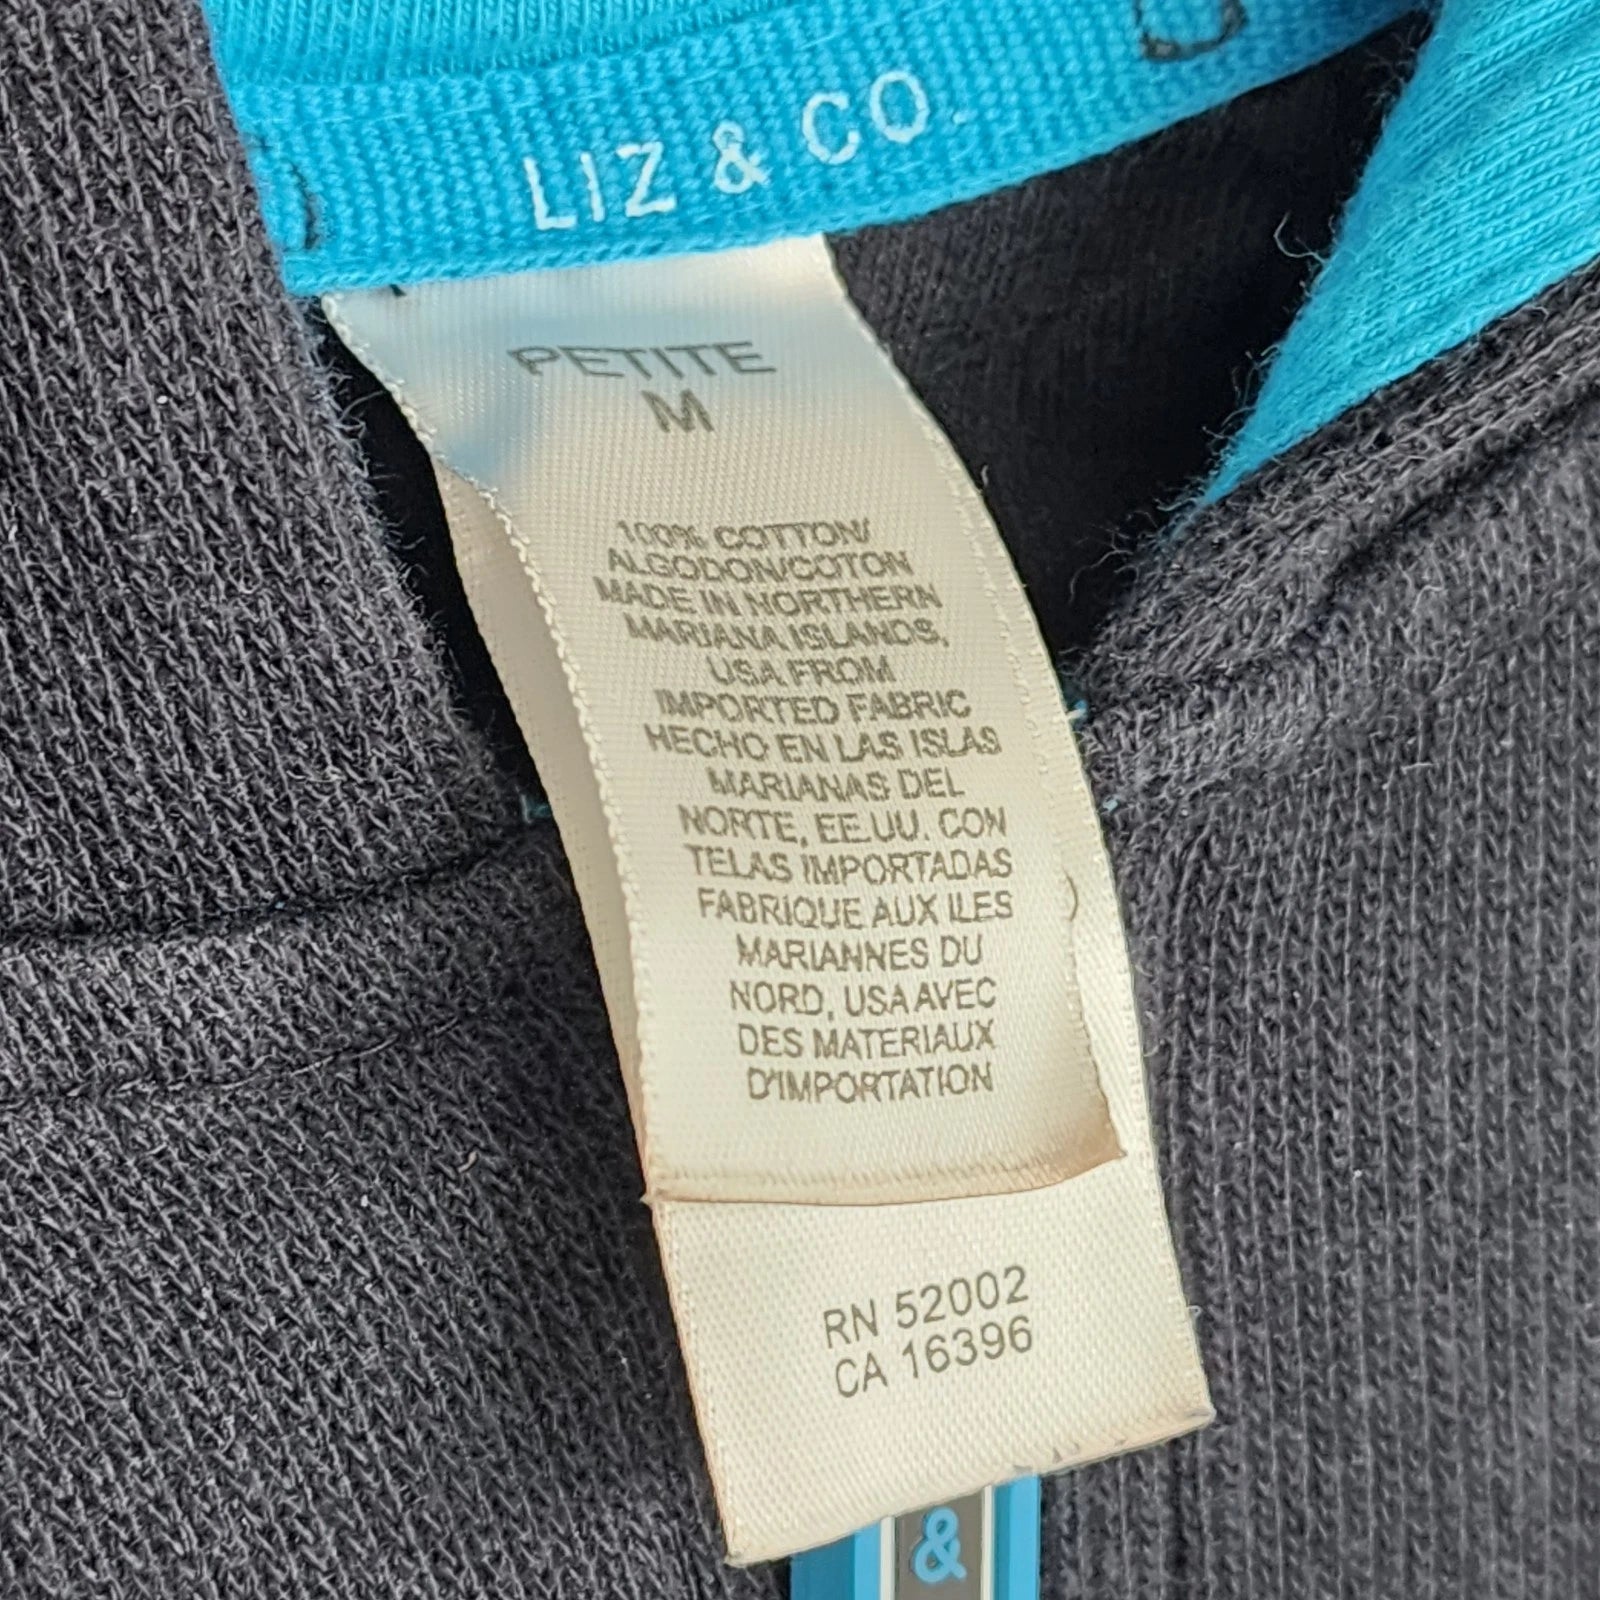 LIZ & CO.
PETITE
M
100% COTTON/
ALGODON/COTON
MADE IN NORTHERN
MARIANA ISLANDS,
USA FROM
IMPORTED FABRIC
HECHO EN LAS ISLAS
MARIANAS DEL
NORTE, EE.UU. CON
TELAS IMPORTADAS
FABRIQUE AUX ILES
MARIANNES DU
NORD, USA AVEC
DES MATERIAUX
D'IMPORTATION
RN 52002
CA 16396
&